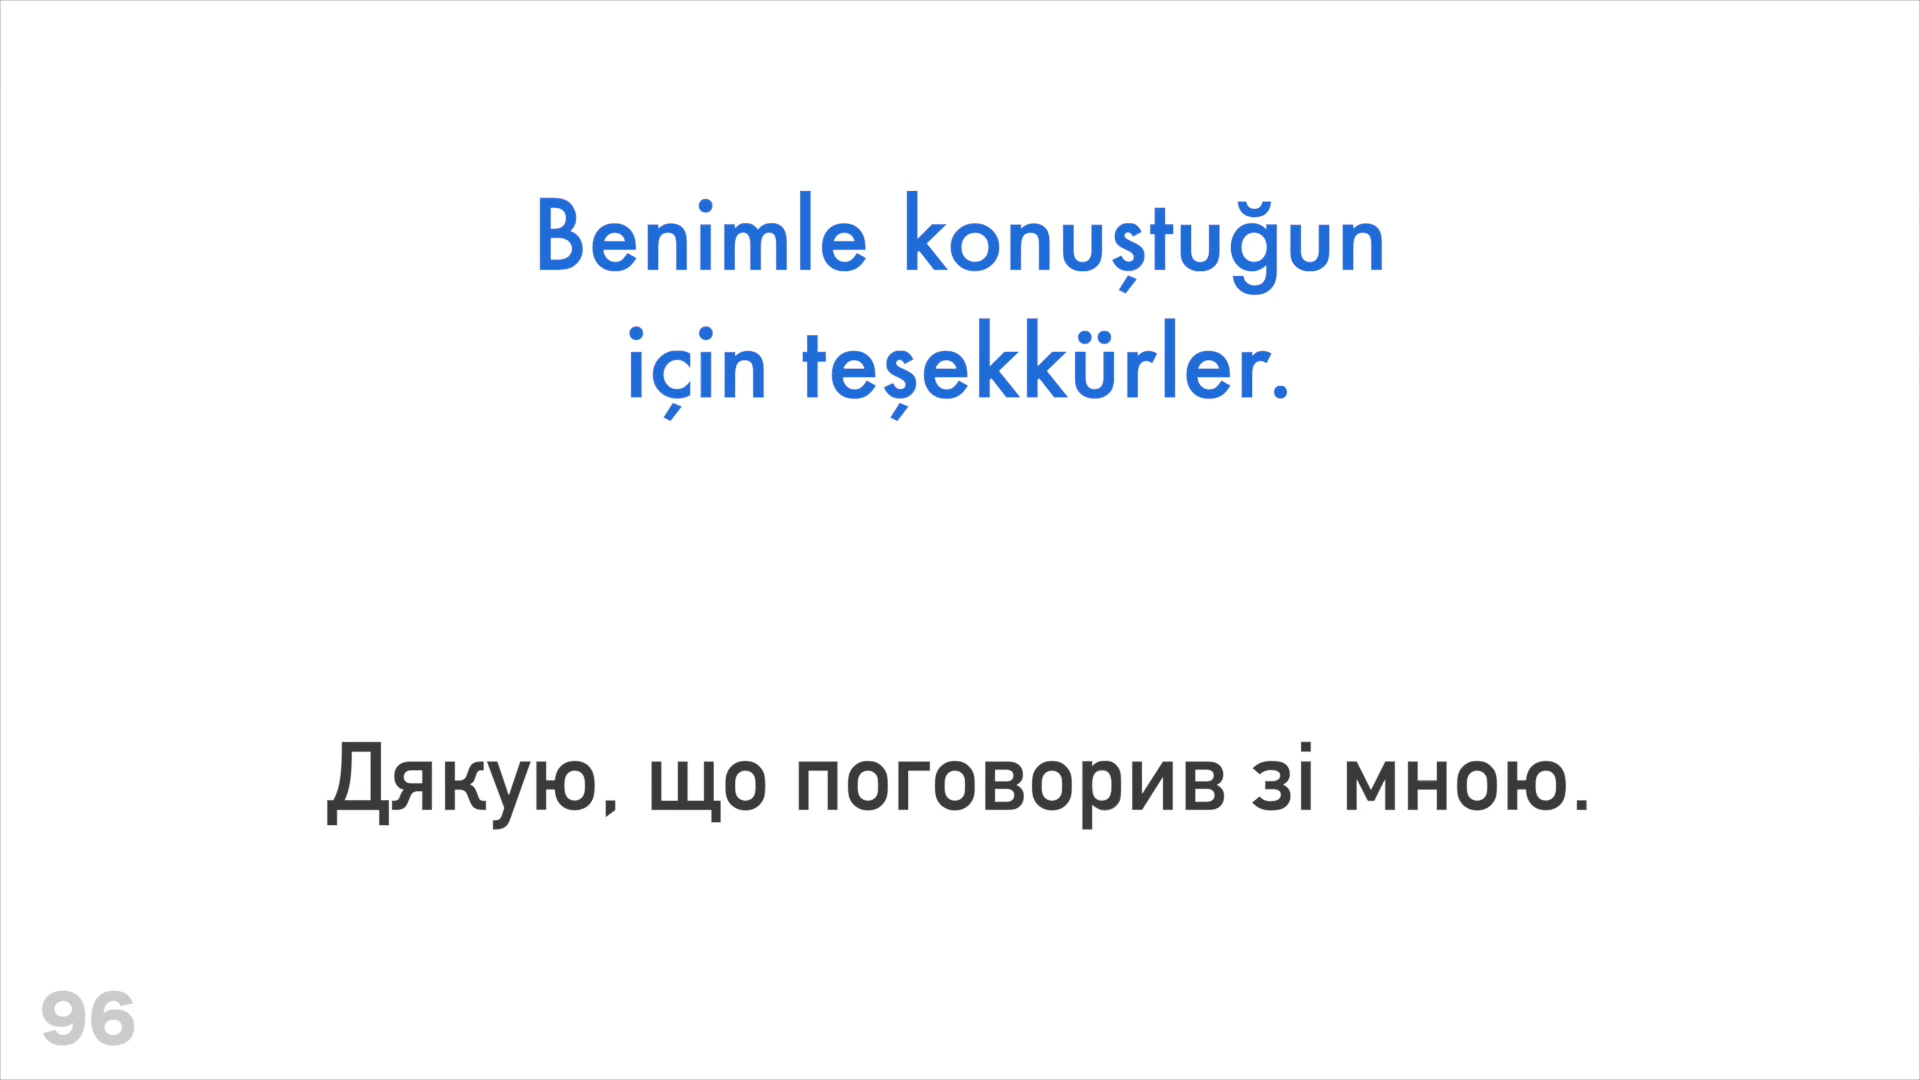 Benimle konuştuğun
için teşekkürler.
Дякую, що поговорив зі мною.
96